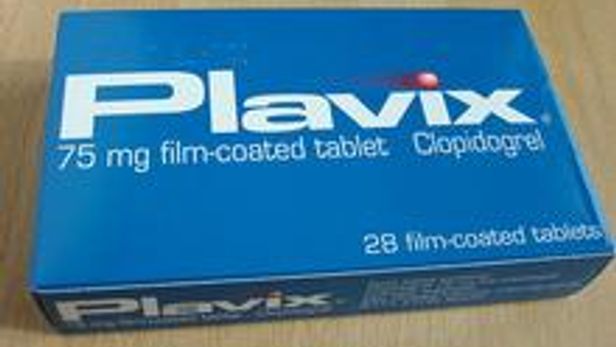 Plavix®
75 mg film-coated tablet Clopidogrel
28 film-coated tablets
Plavix